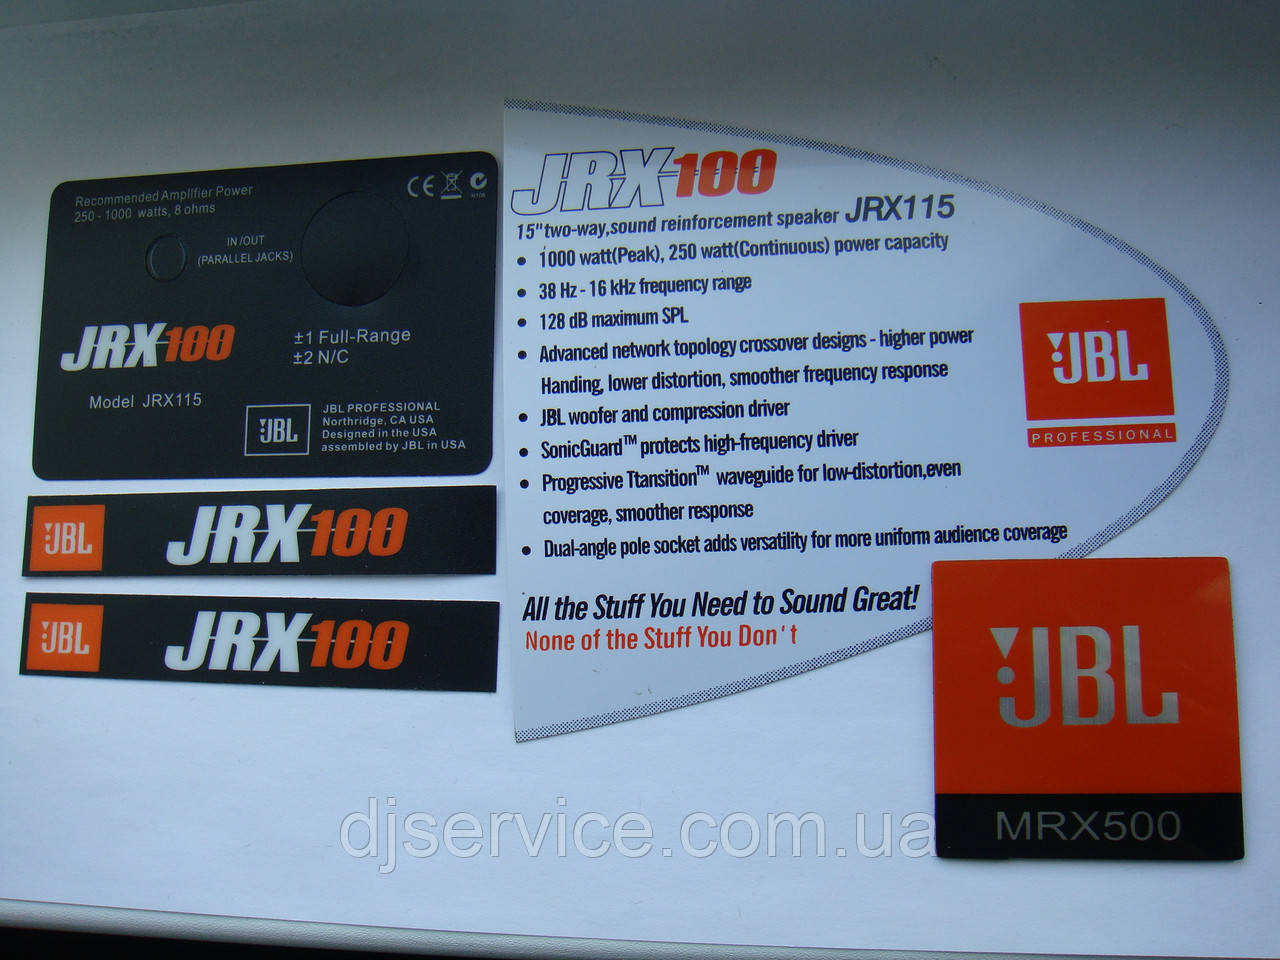 Recommended Amplifier Power
250 - 1000 watts, 8 ohms
CE
N108
IN/OUT
(PARALLEL JACKS)
JRX100
±1 Full-Range
±2 N/C
Model JRX115
JBL
JBL PROFESSIONAL
Northridge, CA USA
Designed in the USA
assembled by JBL in USA
JBL JRX100
JBL JRX100
JRX100
15"two-way,sound reinforcement speaker JRX115
• 1000 watt(Peak), 250 watt(Continuous) power capacity
• 38 Hz - 16 kHz frequency range
• 128 dB maximum SPL
• Advanced network topology crossover designs - higher power
Handing, lower distortion, smoother frequency response
• JBL woofer and compression driver
• SonicGuard™ protects high-frequency driver
• Progressive Ttansition™ waveguide for low-distortion,even
coverage, smoother response
• Dual-angle pole socket adds versatility for more uniform audience coverage
All the Stuff You Need to Sound Great!
None of the Stuff You Don't
JBL
PROFESSIONAL
JBL
MRX500
djservice.com.ua